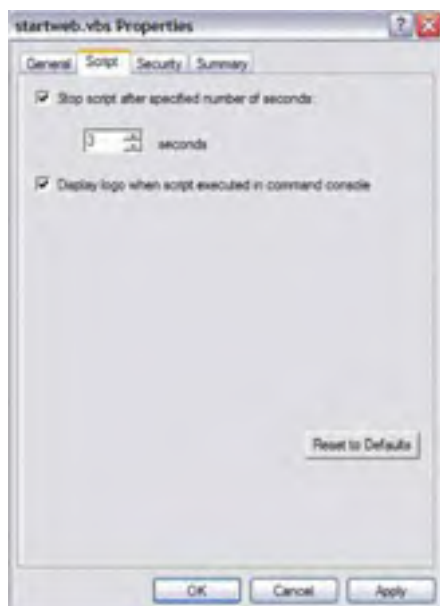 startweb.vbs Properties
General Script Security Summary
Stop script after specified number of seconds:
3 seconds
Display logo when script executed in command console
Reset to Defaults
OK Cancel Apply